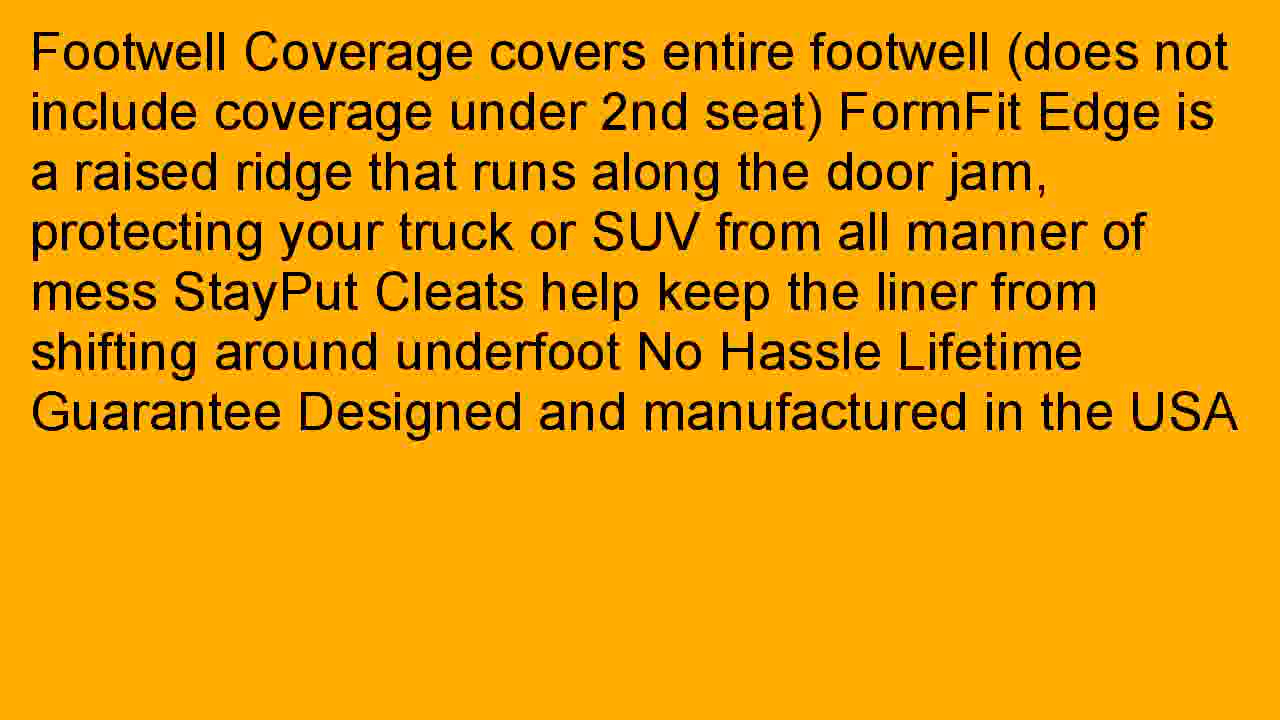 Footwell Coverage covers entire footwell (does not
include coverage under 2nd seat) FormFit Edge is
a raised ridge that runs along the door jam,
protecting your truck or SUV from all manner of
mess StayPut Cleats help keep the liner from
shifting around underfoot No Hassle Lifetime
Guarantee Designed and manufactured in the USA